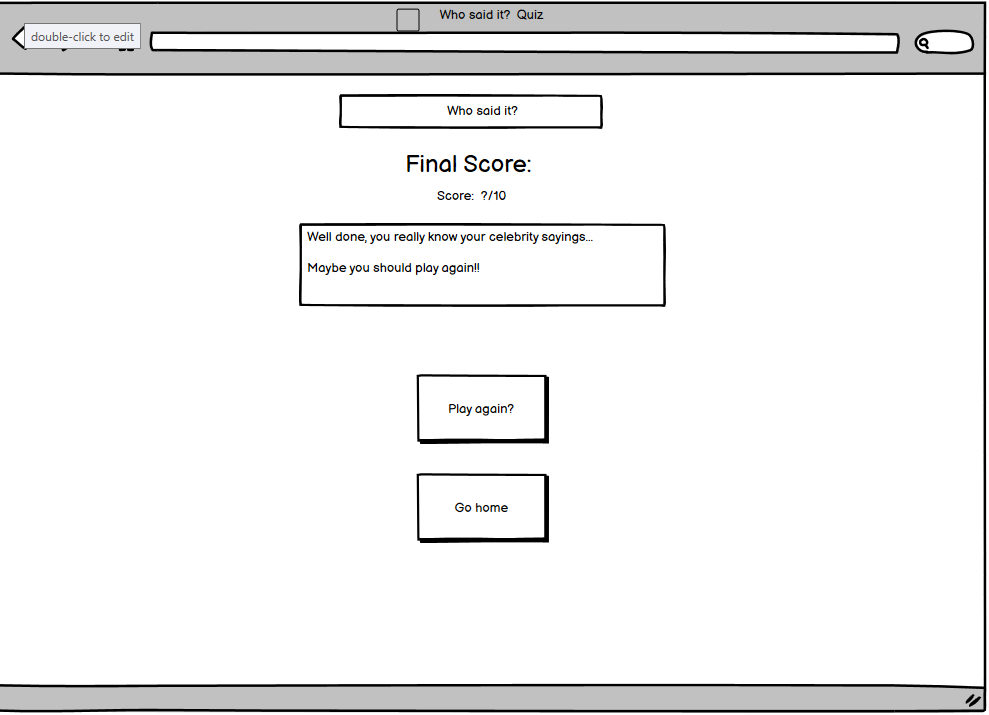 Who said it?  Quiz
double-click to edit
Who said it?
Final Score:
Score:  ?/10
Well done, you really know your celebrity sayings...
Maybe you should play again!!
Play again?
Go home